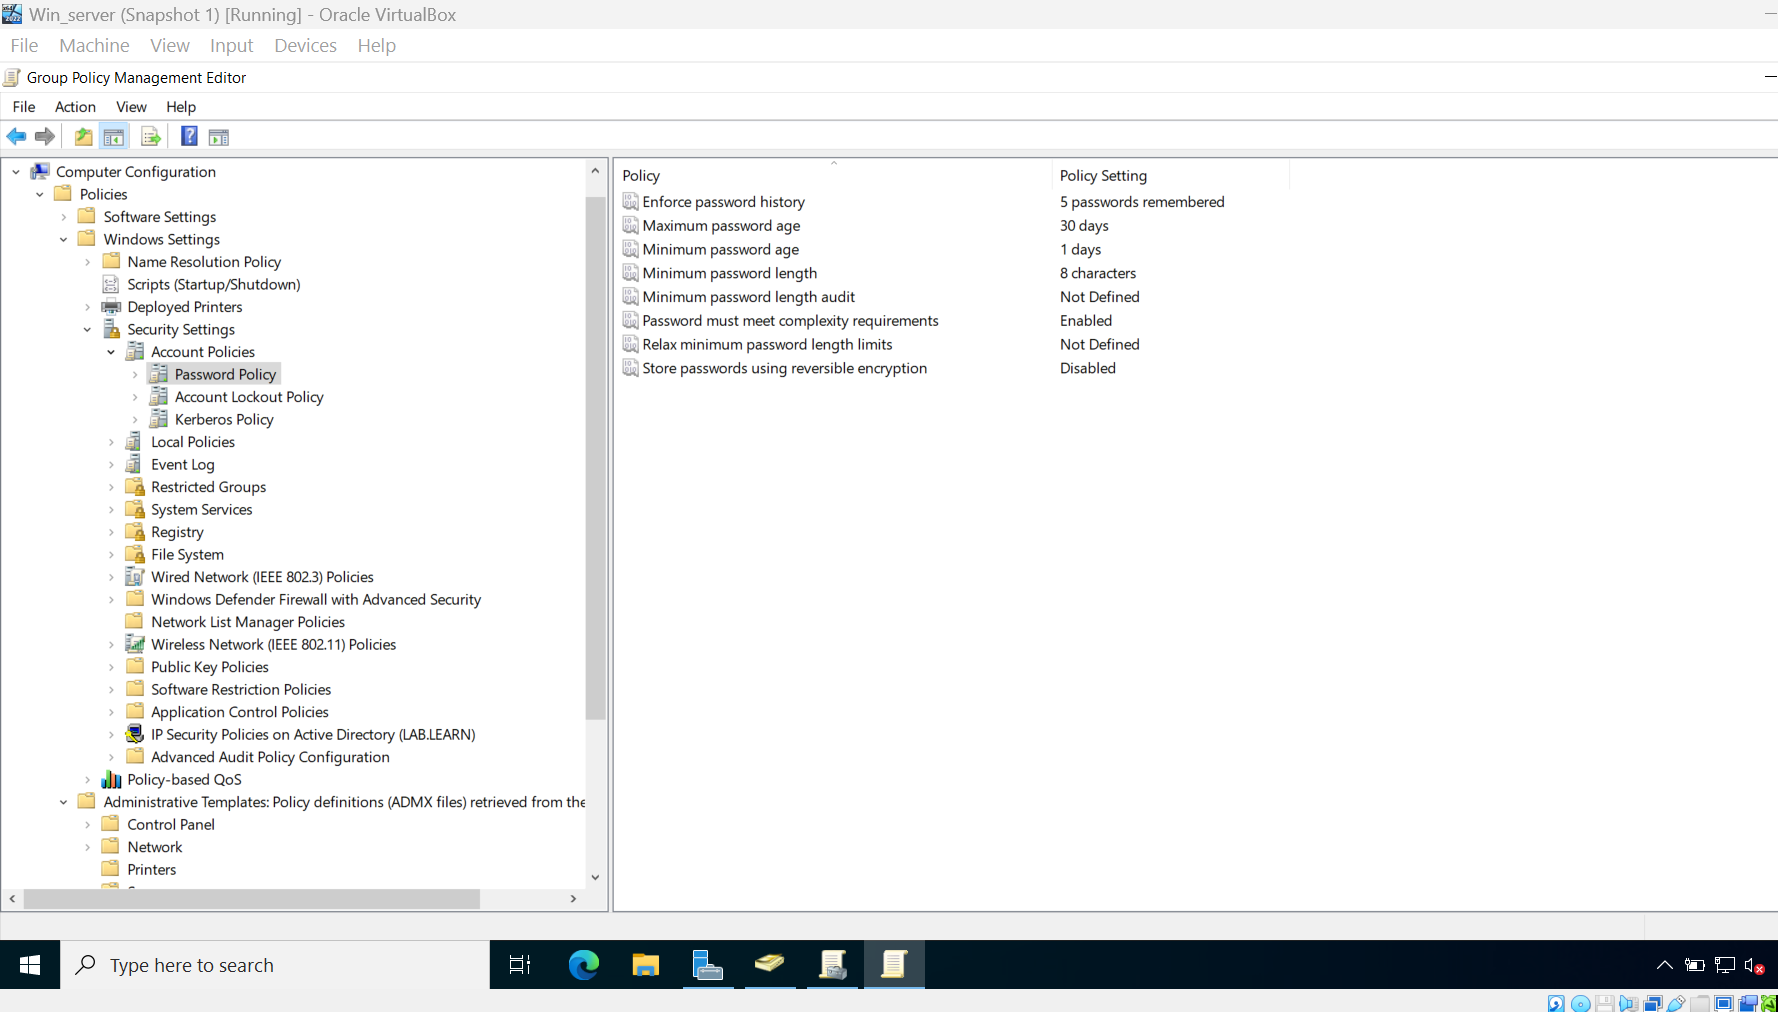 Win_server (Snapshot 1) [Running] - Oracle VirtualBox
File Machine View Input Devices Help
Group Policy Management Editor
File Action View Help
Computer Configuration
Policies
Software Settings
Windows Settings
Name Resolution Policy
Scripts (Startup/Shutdown)
Deployed Printers
Security Settings
Account Policies
Password Policy
Account Lockout Policy
Kerberos Policy
Local Policies
Event Log
Restricted Groups
System Services
Registry
File System
Wired Network (IEEE 802.3) Policies
Windows Defender Firewall with Advanced Security
Network List Manager Policies
Wireless Network (IEEE 802.11) Policies
Public Key Policies
Software Restriction Policies
Application Control Policies
IP Security Policies on Active Directory (LAB.LEARN)
Advanced Audit Policy Configuration
Policy-based QoS
Administrative Templates: Policy definitions (ADMX files) retrieved from the
Control Panel
Network
Printers
Policy Policy Setting
Enforce password history 5 passwords remembered
Maximum password age 30 days
Minimum password age 1 days
Minimum password length 8 characters
Minimum password length audit Not Defined
Password must meet complexity requirements Enabled
Relax minimum password length limits Not Defined
Store passwords using reversible encryption Disabled
Type here to search